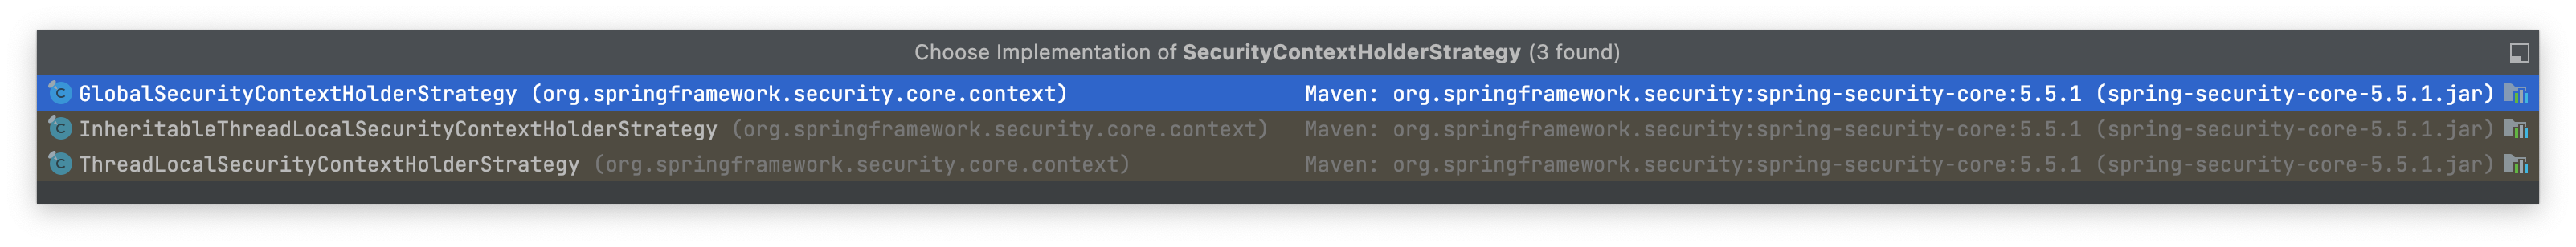 Choose Implementation of SecurityContextHolderStrategy (3 found)
GlobalSecurityContextHolderStrategy (org.springframework.security.core.context) Maven: org.springframework.security:spring-security-core:5.5.1 (spring-security-core-5.5.1.jar)
InheritableThreadLocalSecurityContextHolderStrategy (org.springframework.security.core.context) Maven: org.springframework.security:spring-security-core:5.5.1 (spring-security-core-5.5.1.jar)
ThreadLocalSecurityContextHolderStrategy (org.springframework.security.core.context) Maven: org.springframework.security:spring-security-core:5.5.1 (spring-security-core-5.5.1.jar)